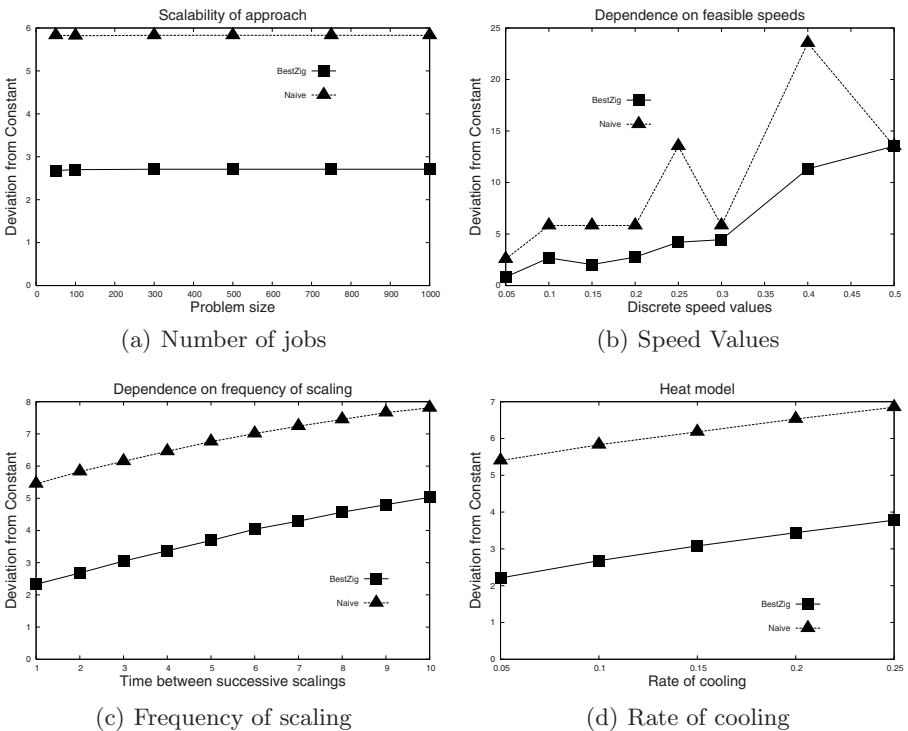 Scalability of approach
6
5
4
3
2
1
0
Deviation from Constant
BestZig
Naive
0 100 200 300 400 500 600 700 800 900 1000
Problem size
(a) Number of jobs
Dependence on feasible speeds
25
20
15
10
5
0
Deviation from Constant
BestZig
Naive
0.05 0.1 0.15 0.2 0.25 0.3 0.35 0.4 0.45 0.5
Discrete speed values
(b) Speed Values
Dependence on frequency of scaling
8
7
6
5
4
3
2
1
0
Deviation from Constant
BestZig
Naive
1 2 3 4 5 6 7 8 9 10
Time between successive scalings
(c) Frequency of scaling
Heat model
7
6
5
4
3
2
1
0
Deviation from Constant
BestZig
Naive
0.05 0.1 0.15 0.2 0.25
Rate of cooling
(d) Rate of cooling